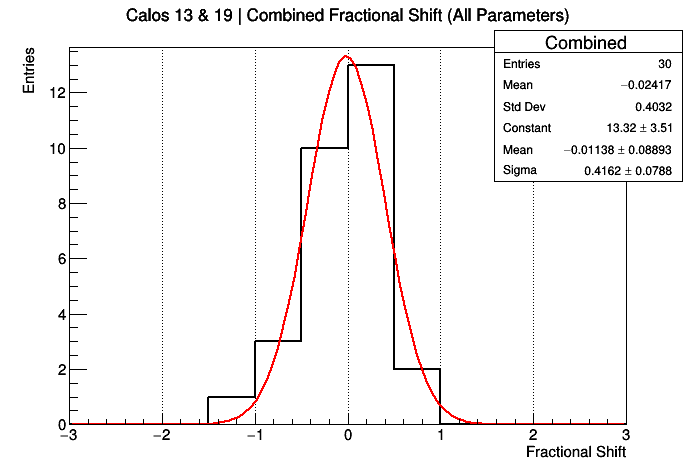 Calos 13 & 19 | Combined Fractional Shift (All Parameters)
Combined
Entries 30
Mean −0.02417
Std Dev 0.4032
Constant 13.32 ± 3.51
Mean −0.01138 ± 0.08893
Sigma 0.4162 ± 0.0788
Entries
12
10
8
6
4
2
0
−3 −2 −1 0 1 2 3
Fractional Shift